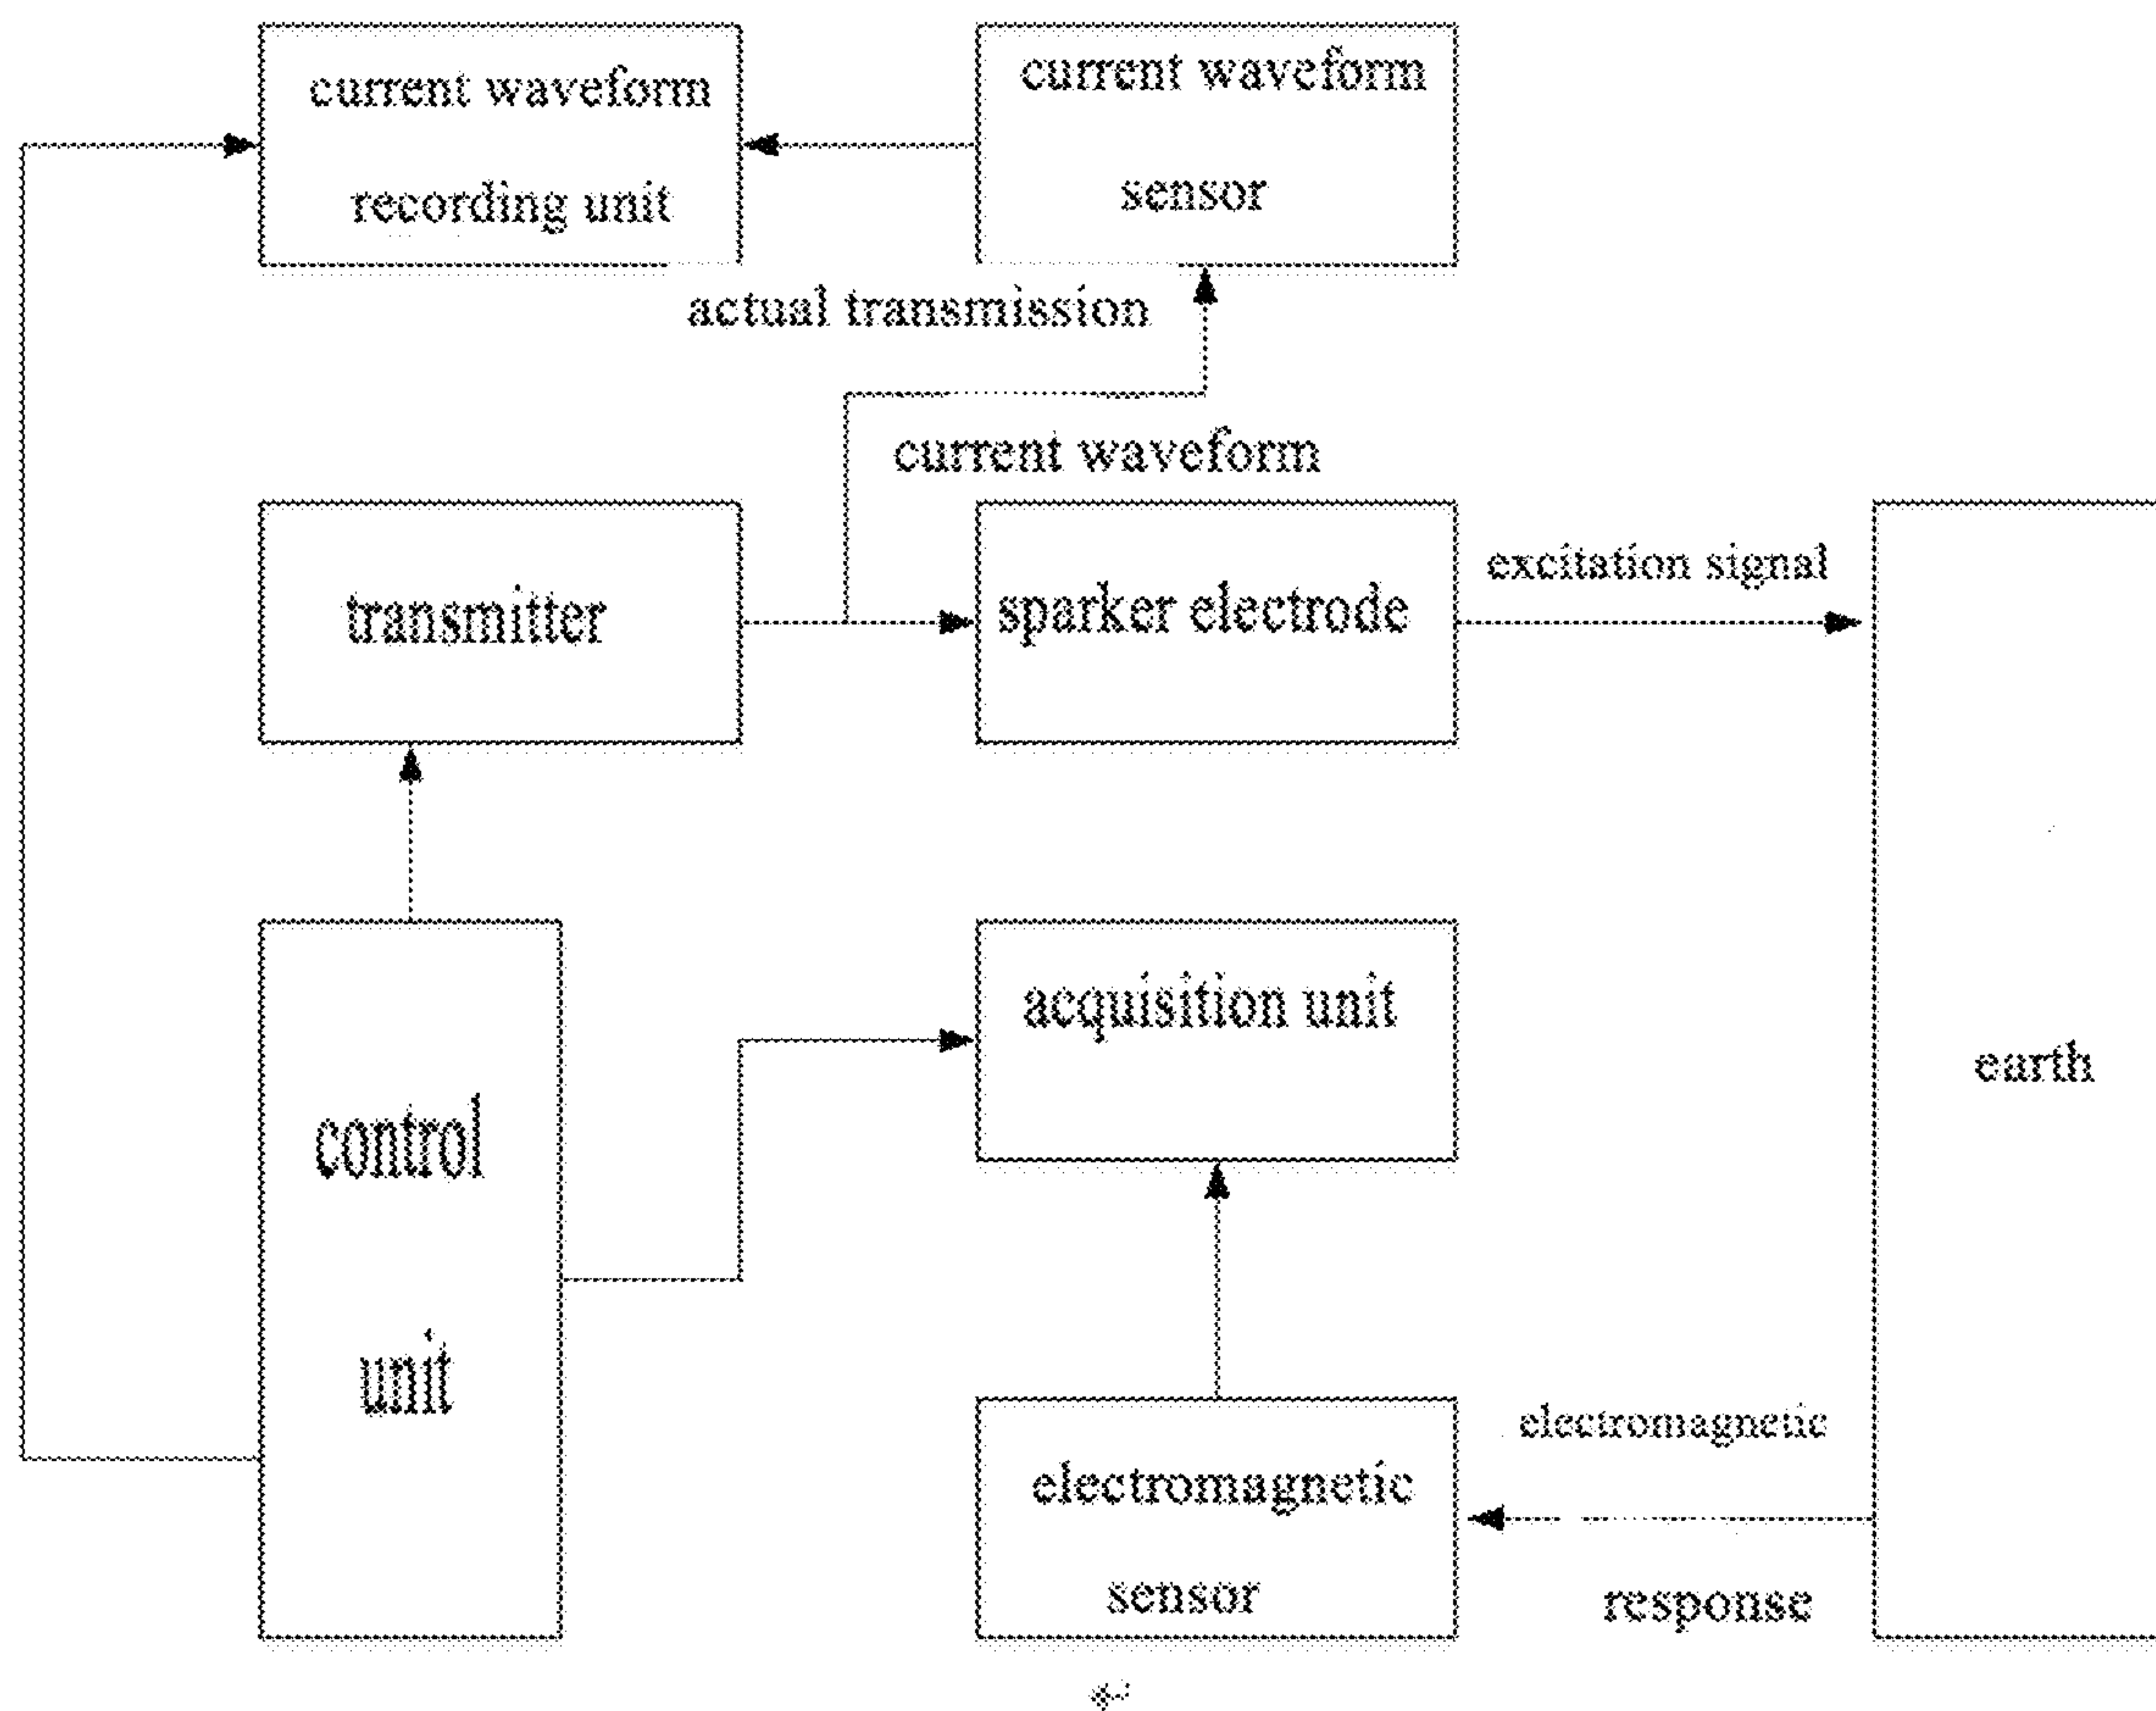 current waveform
recording unit
current waveform
sensor
actual transmission
current waveform
transmitter
sparker electrode
excitation signal
control
unit
acquisition unit
earth
electromagnetic
sensor
electromagnetic
response